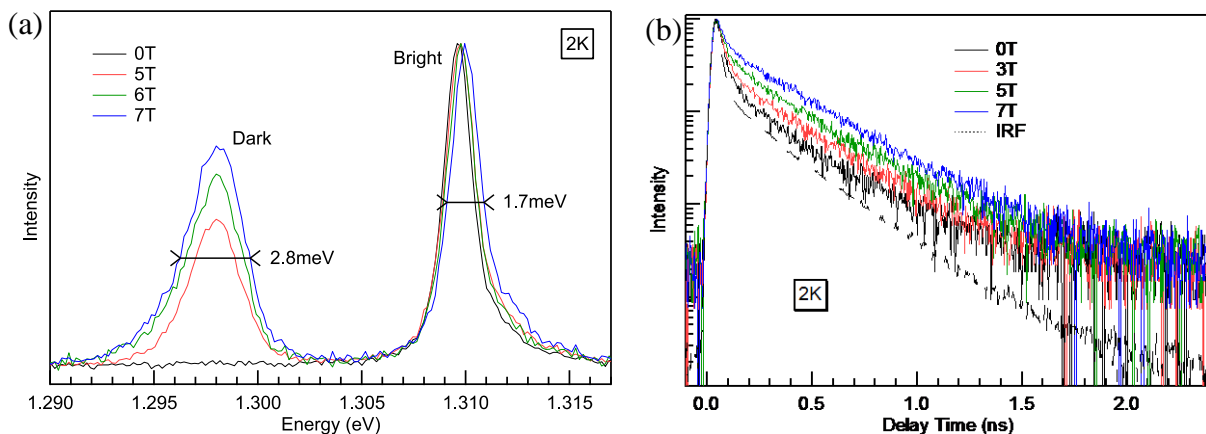 (a)
2K
0T
5T
6T
7T
Bright
Dark
1.7meV
2.8meV
Intensity
1.290 1.295 1.300 1.305 1.310 1.315
Energy (eV)
(b)
0T
3T
5T
7T
IRF
Intensity
2K
0.0 0.5 1.0 1.5 2.0
Delay Time (ns)